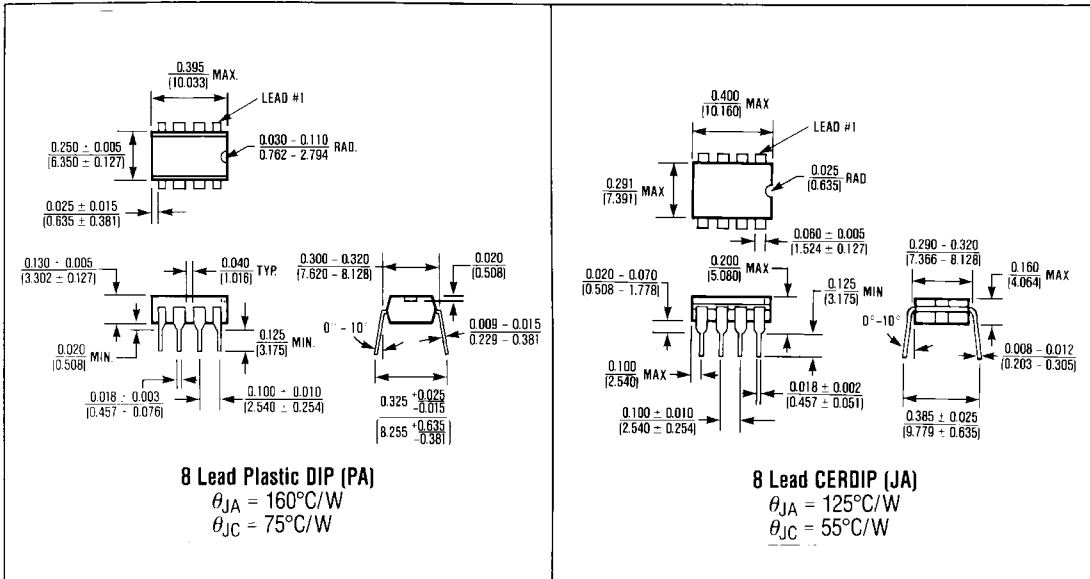 0.395
(10.033) MAX.
LEAD #1
0.250 ± 0.005
(6.350 ± 0.127)
0.030 - 0.110
0.762 - 2.794 RAD.
0.025 ± 0.015
(0.635 ± 0.381)
0.130 - 0.005
(3.302 ± 0.127)
0.040
(1.016) TYP.
0.300 - 0.320
(7.620 - 8.128)
0.020
(0.508)
0.020
(0.508) MIN.
0.125
(3.175) MIN.
0° - 10°
0.009 - 0.015
0.229 - 0.381
0.018 ± 0.003
(0.457 - 0.076)
0.100 ± 0.010
(2.540 ± 0.254)
0.325 +0.025
-0.015
(8.255 +0.635
-0.381)
8 Lead Plastic DIP (PA)
θJA = 160°C/W
θJC = 75°C/W
0.400
(10.160) MAX
LEAD #1
0.291
(7.391) MAX
0.025
(0.635) RAD
0.060 ± 0.005
(1.524 ± 0.127)
0.020 - 0.070
(0.508 - 1.778)
0.200
(5.080) MAX
0.125
(3.175) MIN
0.290 - 0.320
(7.366 - 8.128)
0.160
(4.064) MAX
0° - 10°
0.008 - 0.012
(0.203 - 0.305)
0.100
(2.540) MAX
0.018 ± 0.002
(0.457 ± 0.051)
0.100 ± 0.010
(2.540 ± 0.254)
0.385 ± 0.025
(9.779 ± 0.635)
8 Lead CERDIP (JA)
θJA = 125°C/W
θJC = 55°C/W